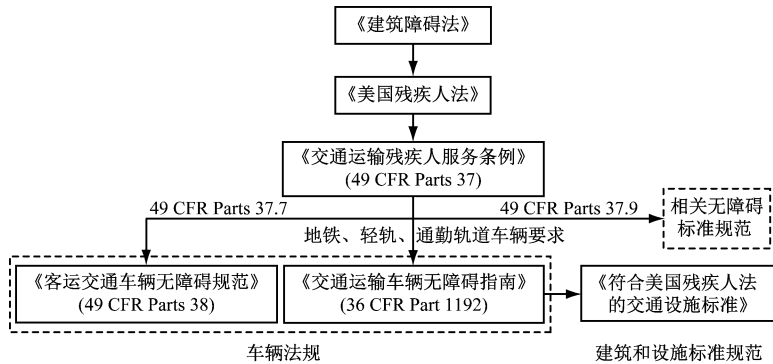 《建筑障碍法》
《美国残疾人法》
《交通运输残疾人服务条例》
(49 CFR Parts 37)
49 CFR Parts 37.7
49 CFR Parts 37.9
相关无障碍
标准规范
地铁、轻轨、通勤轨道车辆要求
《客运交通车辆无障碍规范》
(49 CFR Parts 38)
《交通运输车辆无障碍指南》
(36 CFR Part 1192)
《符合美国残疾人法
的交通设施标准》
车辆法规
建筑和设施标准规范